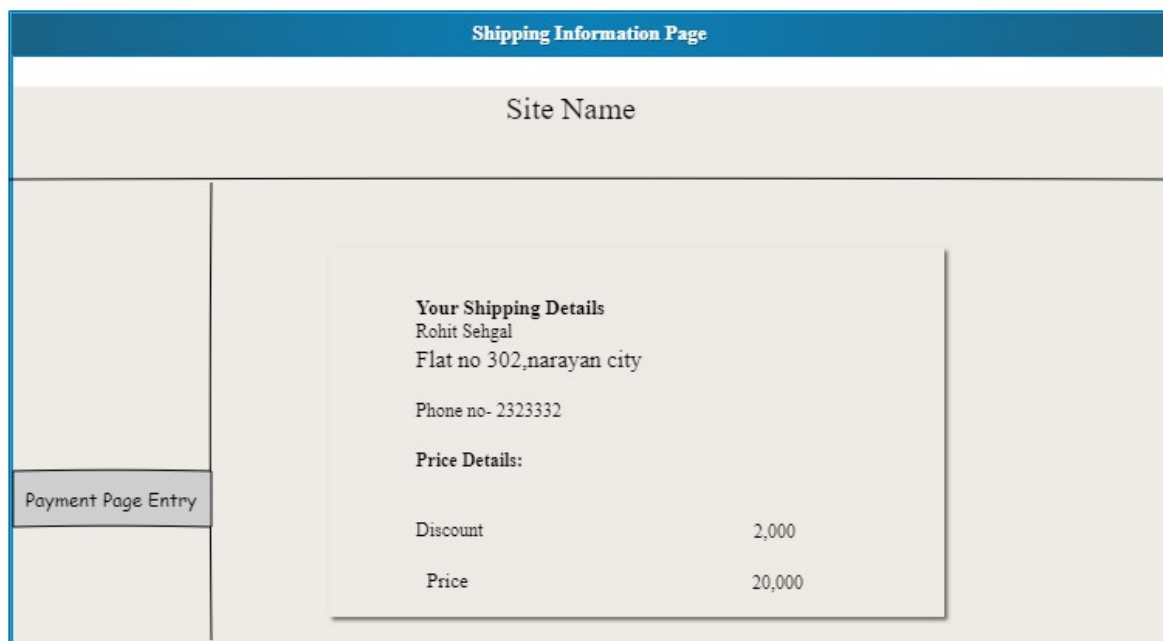 Shipping Information Page
Site Name
Your Shipping Details
Rohit Sehgal
Flat no 302,narayan city
Phone no- 2323332
Price Details:
Payment Page Entry
Discount 2,000
Price 20,000